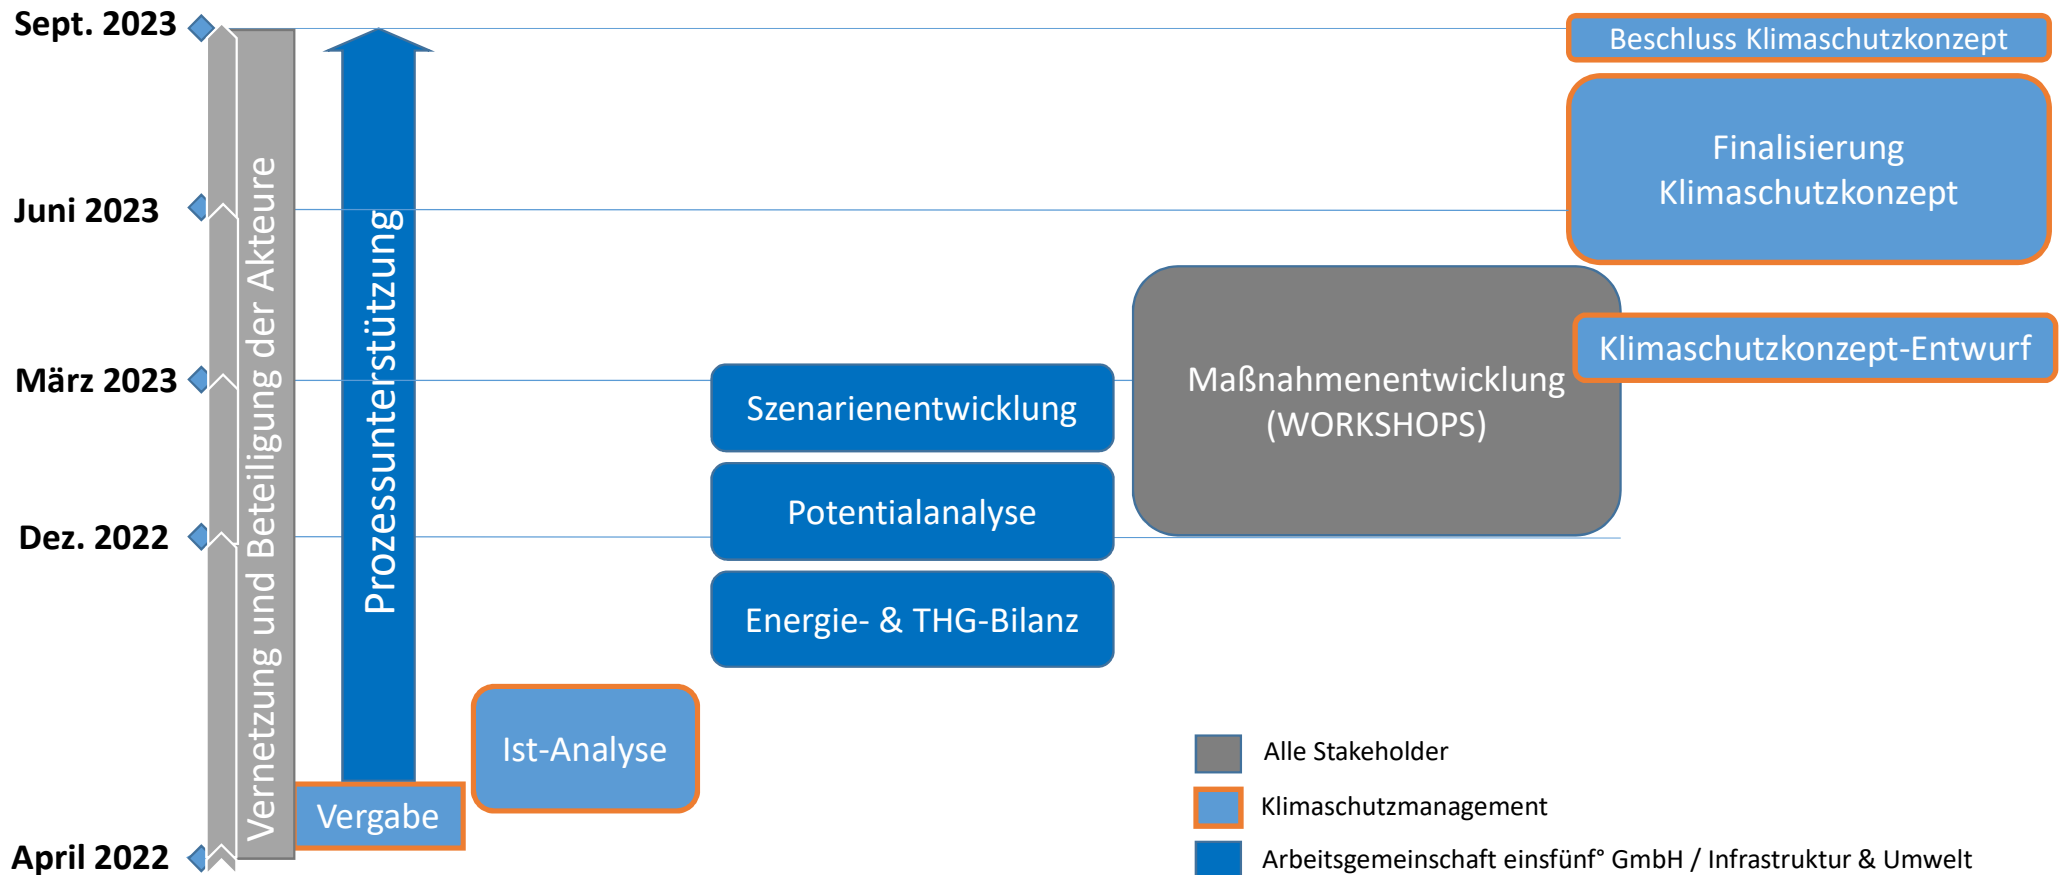 Sept. 2023
Juni 2023
März 2023
Dez. 2022
April 2022
Vernetzung und Beteiligung der Akteure
Prozessunterstützung
Vergabe
Ist-Analyse
Szenarienentwicklung
Potentialanalyse
Energie- & THG-Bilanz
Maßnahmenentwicklung
(WORKSHOPS)
Beschluss Klimaschutzkonzept
Finalisierung
Klimaschutzkonzept
Klimaschutzkonzept-Entwurf
Alle Stakeholder
Klimaschutzmanagement
Arbeitsgemeinschaft einsfünf° GmbH / Infrastruktur & Umwelt